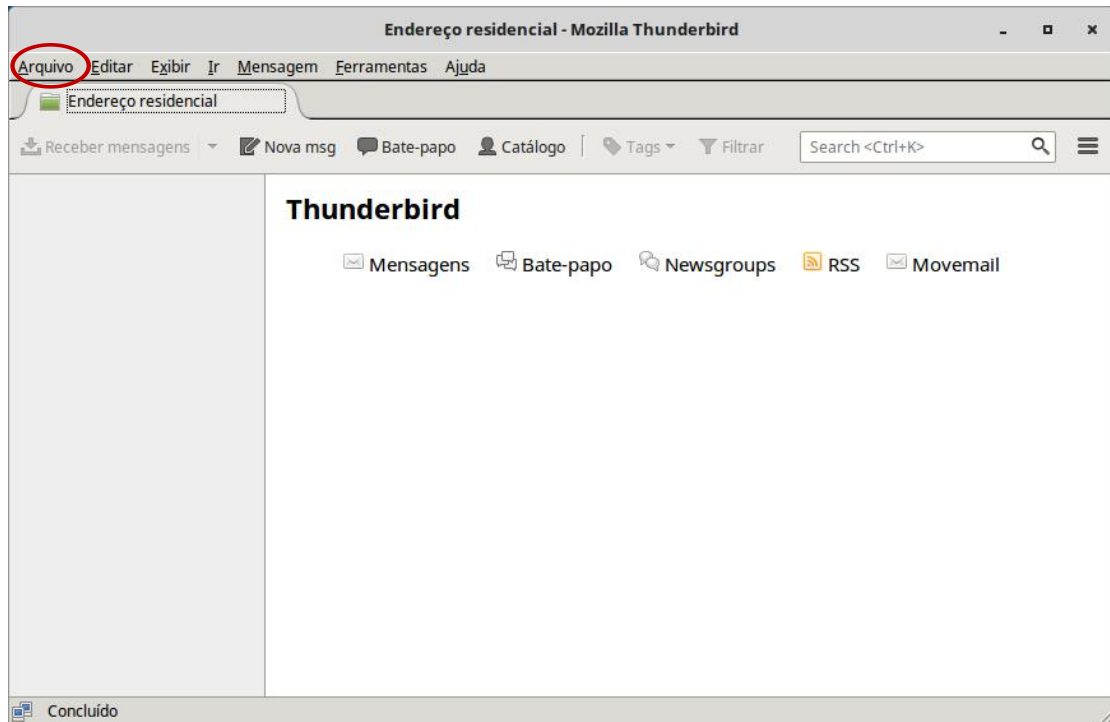 Endereço residencial - Mozilla Thunderbird
Arquivo Editar Exibir Ir Mensagem Ferramentas Ajuda
Endereço residencial
Receber mensagens Nova msg Bate-papo Catálogo Tags Filtrar Search <Ctrl+K>
Thunderbird
Mensagens Bate-papo Newsgroups RSS Movemail
Concluído